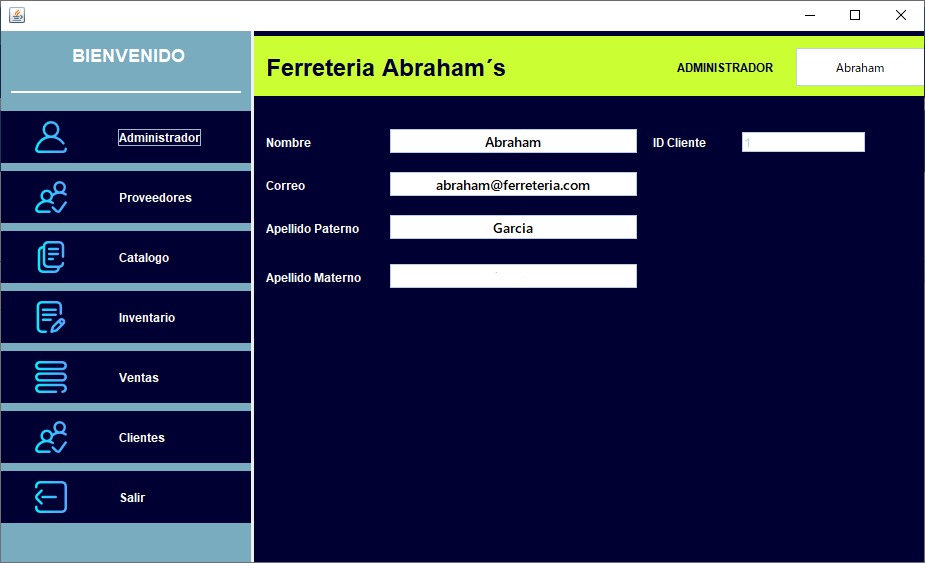 BIENVENIDO
Ferreteria Abraham´s
ADMINISTRADOR
Abraham
Administrador
Proveedores
Catalogo
Inventario
Ventas
Clientes
Salir
Nombre
Abraham
ID Cliente
1
Correo
abraham@ferreteria.com
Apellido Paterno
Garcia
Apellido Materno